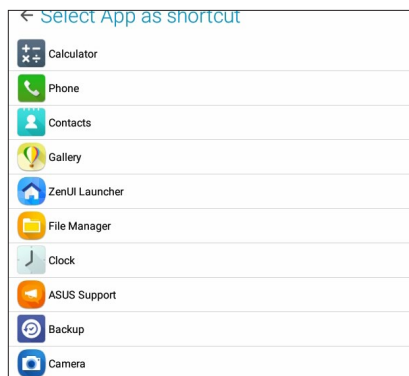 Select App as shortcut
Calculator
Phone
Contacts
Gallery
ZenUI Launcher
File Manager
Clock
ASUS Support
Backup
Camera